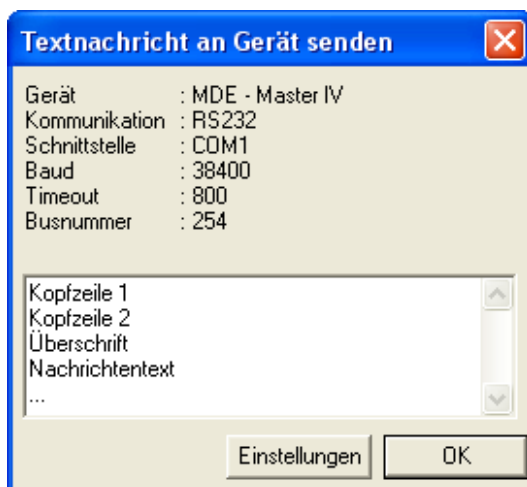 Textnachricht an Gerät senden
Gerät : MDE - Master IV
Kommunikation : RS232
Schnittstelle : COM1
Baud : 38400
Timeout : 800
Busnummer : 254
Kopfzeile 1
Kopfzeile 2
Überschrift
Nachrichtentext
...
Einstellungen OK